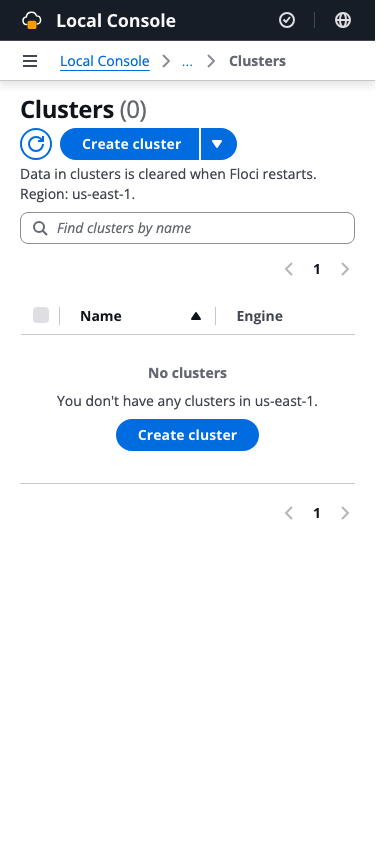 Local Console
Local Console
...
Clusters
Clusters (0)
Create cluster
Data in clusters is cleared when Floci restarts.
Region: us-east-1.
Find clusters by name
1
Name
Engine
No clusters
You don't have any clusters in us-east-1.
Create cluster
1